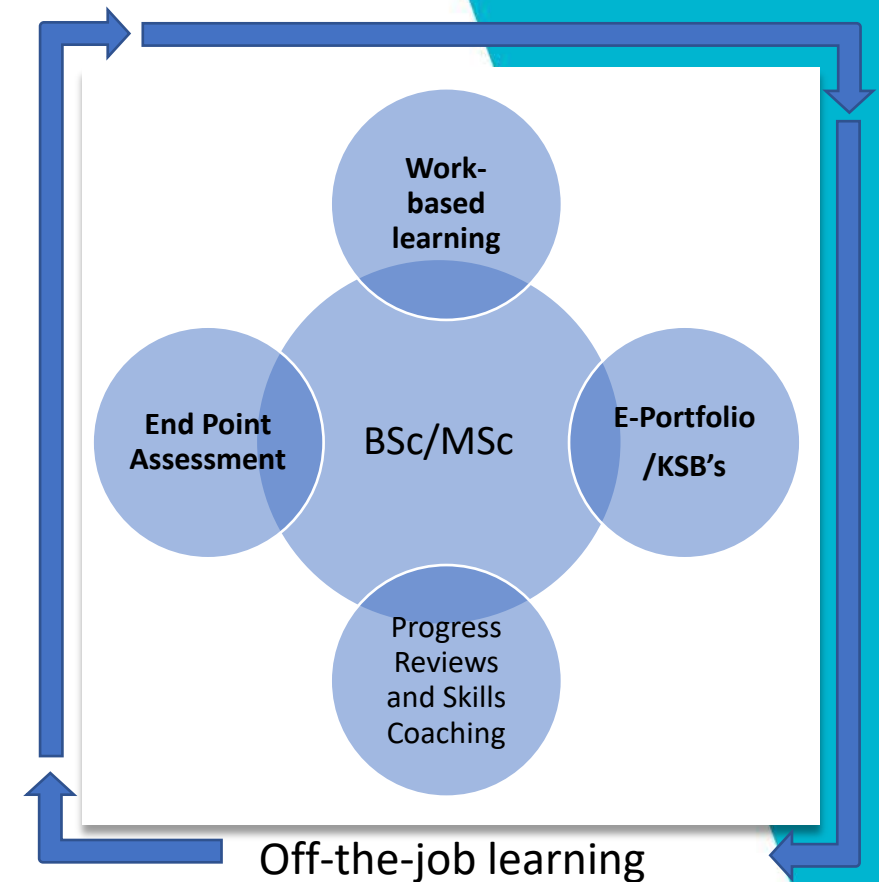 Work-
based
learning
End Point
Assessment
BSc/MSc
E-Portfolio
/KSB’s
Progress
Reviews
and Skills
Coaching
Off-the-job learning